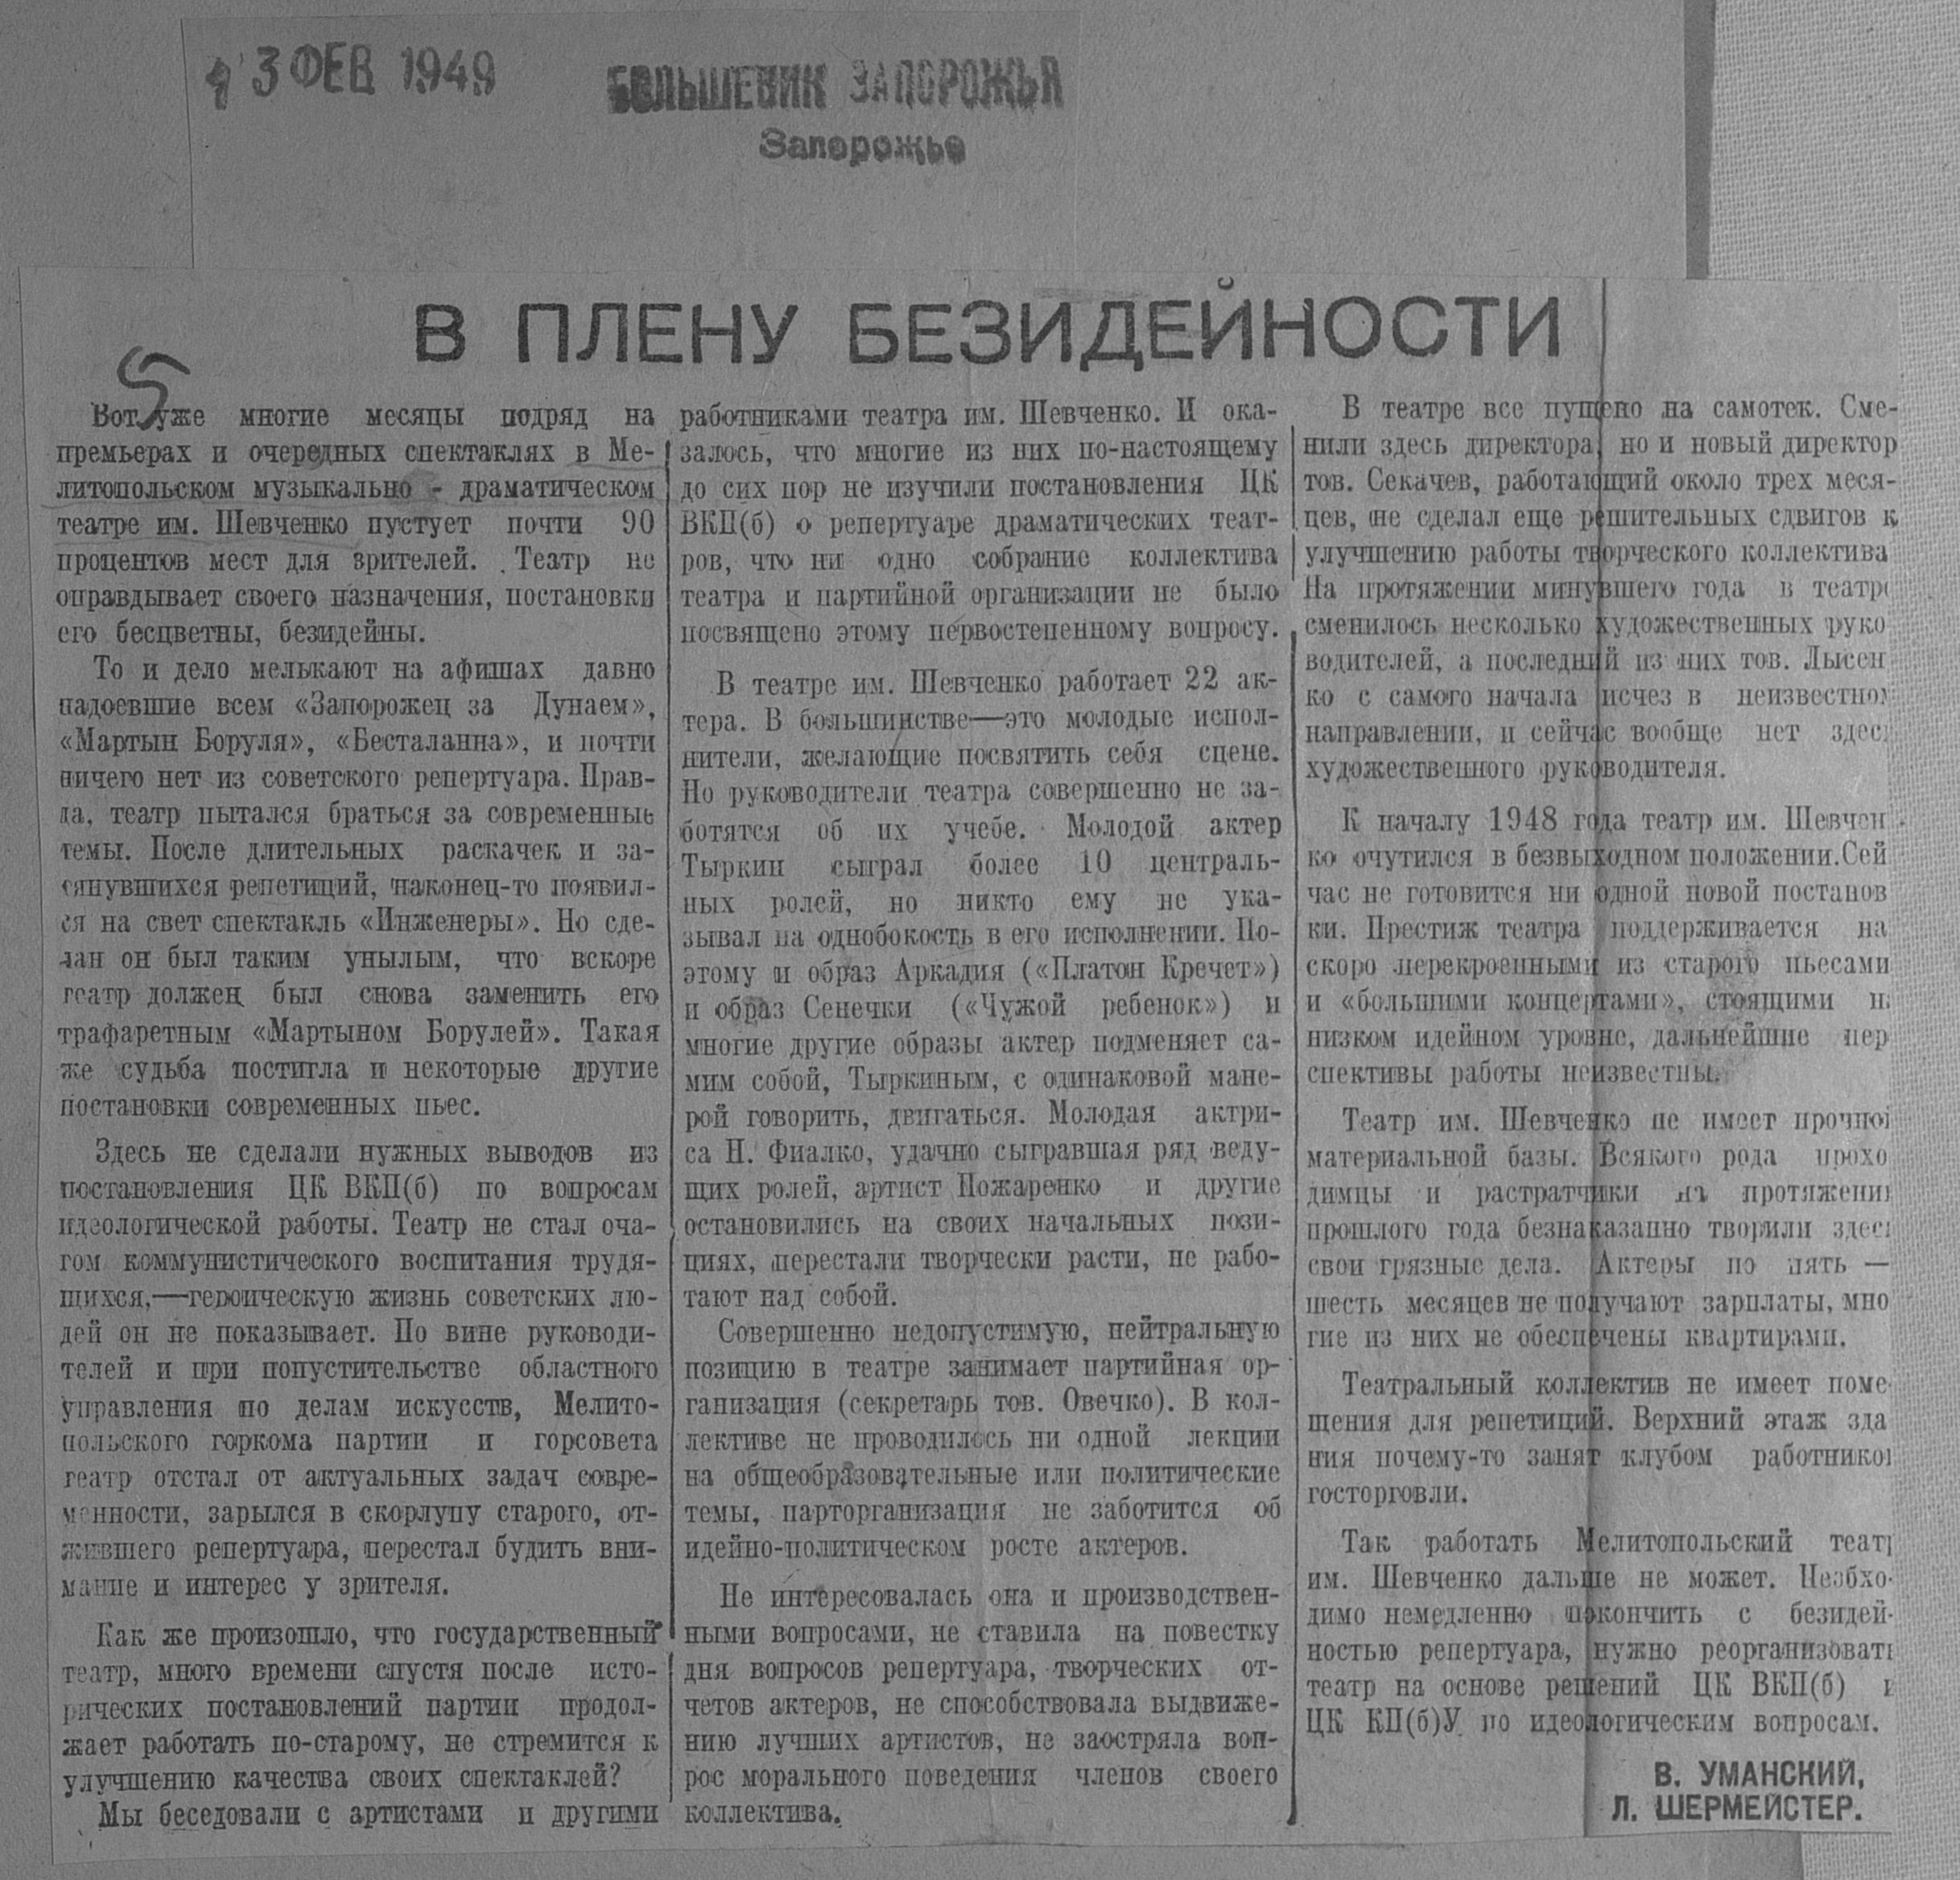 3 ФЕВ 1949
БОЛЬШЕВИК ЗАПОРОЖЬЯ
Запорожье
В ПЛЕНУ БЕЗИДЕЙНОСТИ
Вот уже многие месяцы подряд на
премьерах и очередных спектаклях в Ме-
литопольском музыкально - драматическом
театре им. Шевченко пустует почти 90
процентов мест для зрителей. Театр не
оправдывает своего назначения, постановки
его бесцветны, безидейны.
То и дело мелькают на афишах давно
надоевшие всем «Запорожец за Дунаем»,
«Мартын Боруля», «Бесталанна», и почти
ничего нет из советского репертуара. Прав-
да, театр пытался браться за современные
темы. После длительных раскачек и за-
тянувшихся репетиций, наконец-то появил-
ся на свет спектакль «Инженеры». Но сде-
лан он был таким унылым, что вскоре
театр должен был снова заменить его
трафаретным «Мартыном Борулей». Такая
же судьба постигла и некоторые другие
постановки современных пьес.
Здесь не сделали нужных выводов из
постановления ЦК ВКП(б) по вопросам
идеологической работы. Театр не стал оча-
гом коммунистического воспитания трудя-
щихся,—героическую жизнь советских лю-
дей он не показывает. По вине руководи-
телей и при попустительстве областного
управления по делам искусств, Мелито-
польского горкома партии и горсовета
театр отстал от актуальных задач совре-
менности, зарылся в скорлупу старого, от-
жившего репертуара, перестал будить вни-
мание и интерес у зрителя.
Как же произошло, что государственный
театр, много времени спустя после исто-
рических постановлений партии продол-
жает работать по-старому, не стремится к
улучшению качества своих спектаклей?
Мы беседовали с артистами и другими
работниками театра им. Шевченко. И ока-
залось, что многие из них по-настоящему
до сих пор не изучили постановления ЦК
ВКП(б) о репертуаре драматических теат-
ров, что ни одно собрание коллектива
театра и партийной организации не было
посвящено этому первостепенному вопросу.
В театре им. Шевченко работает 22 ак-
тера. В большинстве—это молодые испол-
нители, желающие посвятить себя сцене.
Но руководители театра совершенно не за-
ботятся об их учебе. Молодой актер
Тыркин сыграл более 10 централь-
ных ролей, но никто ему не ука-
зывал на однобокость в его исполнении. По-
этому и образ Аркадия («Платон Кречет»)
и образ Сенечки («Чужой ребенок») и
многие другие образы актер подменяет са-
мим собой, Тыркиным, с одинаковой мане-
рой говорить, двигаться. Молодая актри-
са Н. Фиалко, удачно сыгравшая ряд веду-
щих ролей, артист Пожаренко и другие
остановились на своих начальных пози-
циях, перестали творчески расти, не рабо-
тают над собой.
Совершенно недопустимую, нейтральную
позицию в театре занимает партийная ор-
ганизация (секретарь тов. Овечко). В кол-
лективе не проводилось ни одной лекции
на общеобразовательные или политические
темы, парторганизация не заботится об
идейно-политическом росте актеров.
Не интересовалась она и производствен-
ными вопросами, не ставила на повестку
дня вопросов репертуара, творческих от-
четов актеров, не способствовала выдвиже-
нию лучших артистов, не заостряла воп-
рос морального поведения членов своего
коллектива.
В театре все пущено на самотек. Сме-
нили здесь директора, но и новый директор
тов. Секачев, работающий около трех меся-
цев, не сделал еще решительных сдвигов к
улучшению работы творческого коллектива
На протяжении минувшего года в театре
сменилось несколько художественных руко
водителей, а последний из них тов. Лысен
ко с самого начала исчез в неизвестном
направлении, и сейчас вообще нет здесь
художественного руководителя.
К началу 1948 года театр им. Шевчен
ко очутился в безвыходном положении.Сей
час не готовится ни одной новой постанов
ки. Престиж театра поддерживается на
скоро перекроенными из старого пьесами
и «большими концертами», стоящими на
низком идейном уровне, дальнейшие пер
спективы работы неизвестны.
Театр им. Шевченко не имеет прочной
материальной базы. Всякого рода прохо
димцы и растратчики на протяжении
прошлого года безнаказанно творили здесь
свои грязные дела. Актеры по пять —
шесть месяцев не получают зарплаты, мно
гие из них не обеспечены квартирами.
Театральный коллектив не имеет поме-
щения для репетиций. Верхний этаж зда
ния почему-то занят клубом работников
госторговли.
Так работать Мелитопольский театр
им. Шевченко дальше не может. Необхо-
димо немедленно покончить с безидей-
ностью репертуара, нужно реорганизовать
театр на основе решений ЦК ВКП(б) и
ЦК КП(б)У по идеологическим вопросам.
В. УМАНСКИЙ,
Л. ШЕРМЕЙСТЕР.